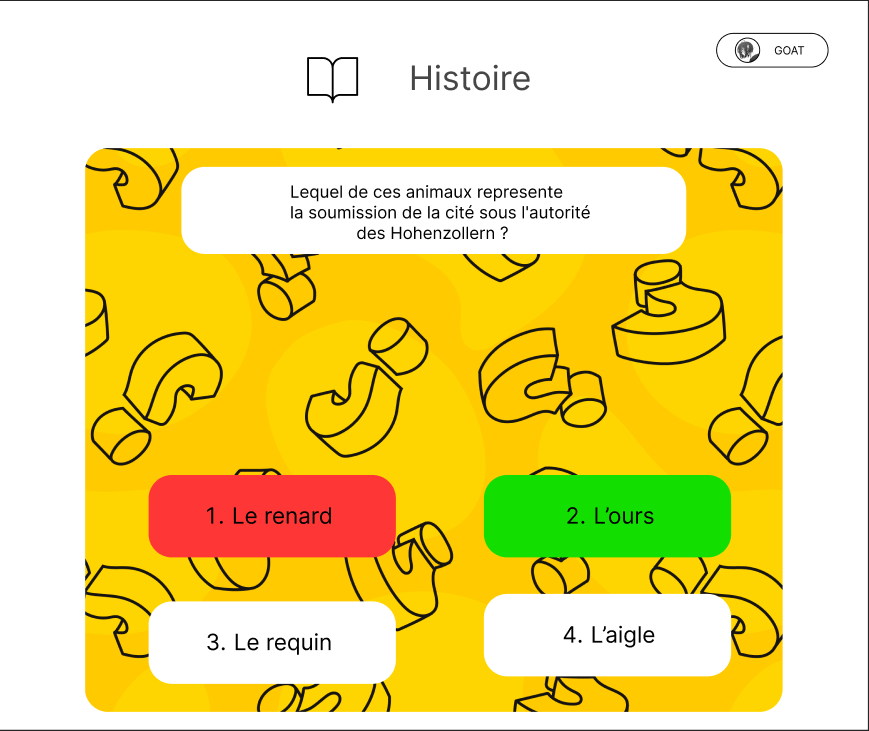 GOAT
Histoire
Lequel de ces animaux represente
la soumission de la cité sous l'autorité
des Hohenzollern ?
1. Le renard
2. L’ours
3. Le requin
4. L’aigle